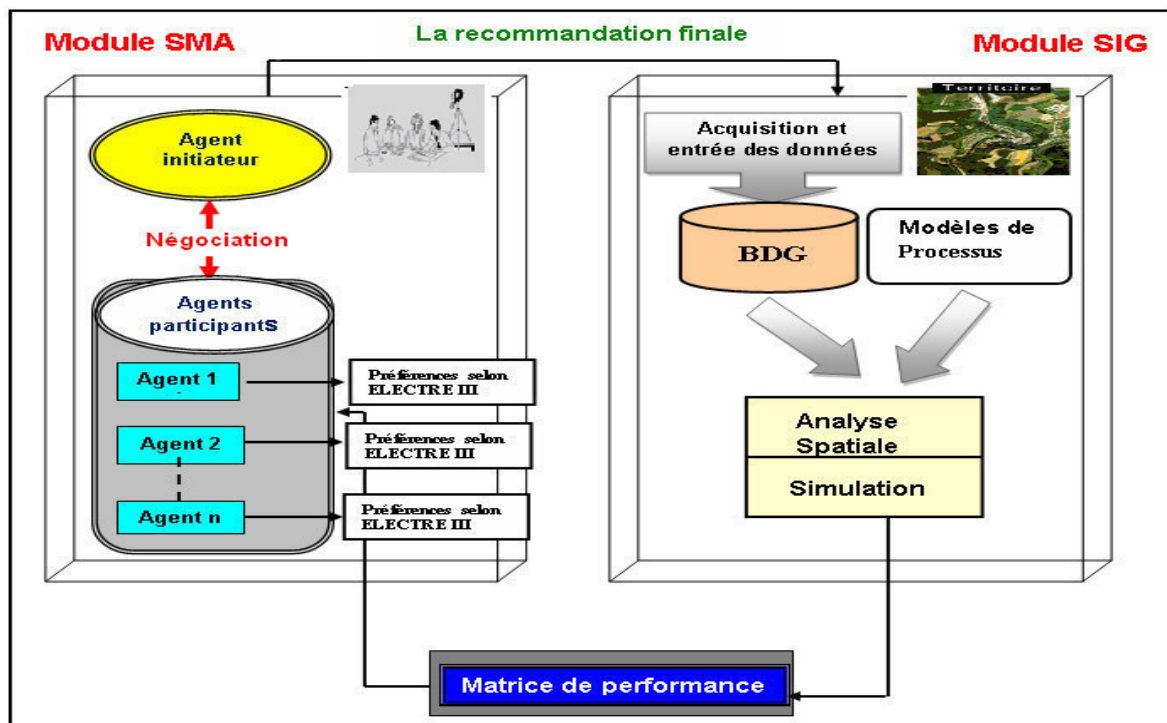 La recommandation finale
Module SMA
Module SIG
Agent
initiateur
Négociation
Agents
participants
Agent 1
Agent 2
Agent n
Préférences selon
ELECTRE III
Préférences selon
ELECTRE III
Préférences selon
ELECTRE III
Territoire
Acquisition et
entrée des données
BDG
Modèles de
Processus
Analyse
Spatiale
Simulation
Matrice de performance